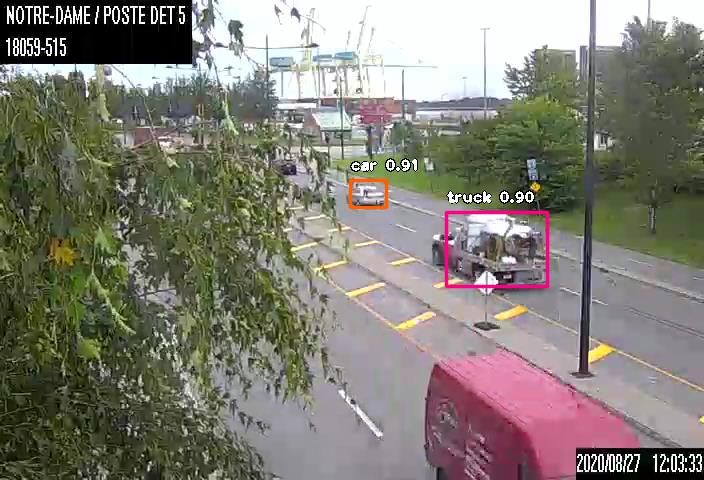 NOTRE-DAME / POSTE DET 5
18059-515
car 0.91
truck 0.90
2020/08/27 12:03:33